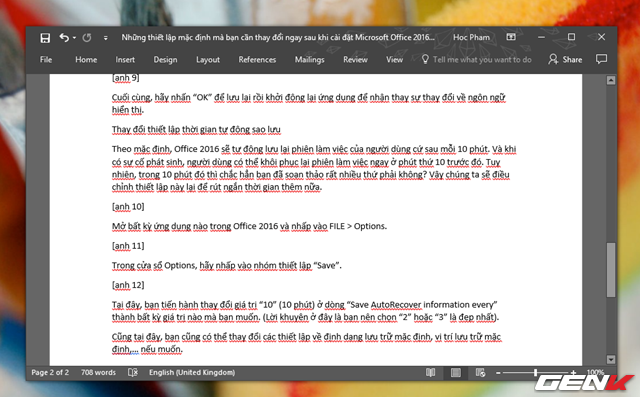 Những thiết lập mặc định mà bạn cần thay đổi ngay sau khi cài đặt Microsoft Office 2016...
Hoc Pham
File Home Insert Design Layout References Mailings Review View Tell me what you want to do Share
[anh 9]
Cuối cùng, hãy nhấn “OK” để lưu lại rồi khởi động lại ứng dụng để nhận thay sự thay đổi về ngôn ngữ
hiển thị.
Thay đổi thiết lập thời gian tự động sao lưu
Theo mặc định, Office 2016 sẽ tự động lưu lại phiên làm việc của người dùng cứ sau mỗi 10 phút. Và khi
có sự cố phát sinh, người dùng có thể khôi phục lại phiên làm việc ngay ở phút thứ 10 trước đó. Tuy
nhiên, trong 10 phút đó thì chắc hẳn bạn đã soạn thảo rất nhiều thứ phải không? Vậy chúng ta sẽ điều
chỉnh thiết lập này lại để rút ngắn thời gian thêm nữa.
[anh 10]
Mở bất kỳ ứng dụng nào trong Office 2016 và nhấp vào FILE > Options.
[anh 11]
Trong cửa sổ Options, hãy nhấp vào nhóm thiết lập “Save”.
[anh 12]
Tại đây, bạn tiến hành thay đổi giá trị “10” (10 phút) ở dòng “Save AutoRecover information every”
thành bất kỳ giá trị nào mà bạn muốn. (Lời khuyên ở đây là bạn nên chọn “2” hoặc “3” là đẹp nhất).
Cũng tại đây, bạn cũng có thể thay đổi các thiết lập về định dạng lưu trữ mặc định, vị trí lưu trữ mặc
định,... nếu muốn.
Page 2 of 2 708 words English (United Kingdom) 100%
GENK